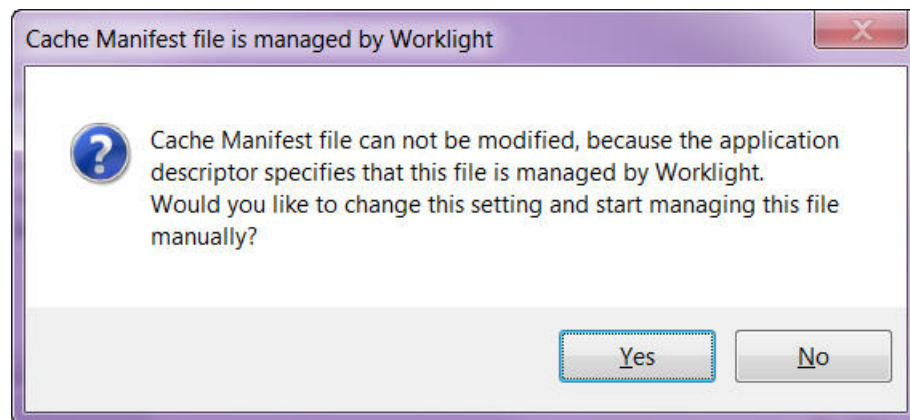 Cache Manifest file is managed by Worklight
Cache Manifest file can not be modified, because the application
descriptor specifies that this file is managed by Worklight.
Would you like to change this setting and start managing this file
manually?
Yes
No